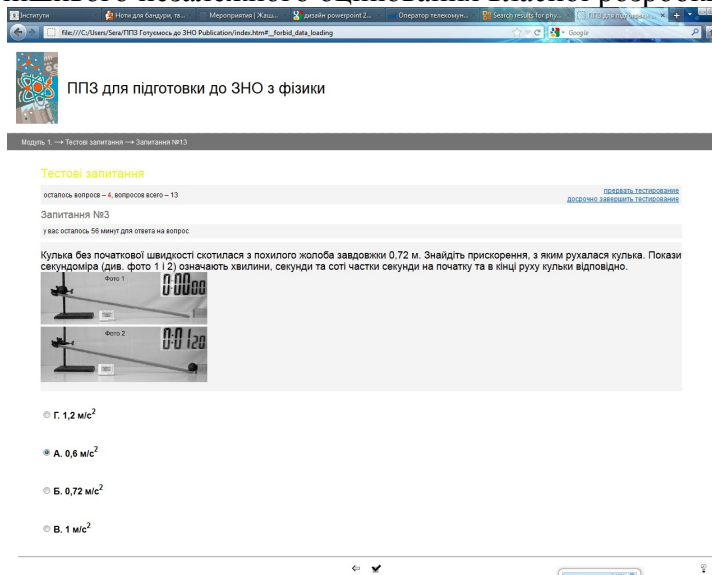 Інститути
Ноти для бандури, тв...
Мероприятия | Жаш...
дизайн powerpoint 2...
Оператор телекомун...
Search results for phy...
file:///C:/Users/Sera/ППЗ Готуємось до ЗНО Publication/index.htm#_forbid_data_loading
Google
ППЗ для підготовки до ЗНО з фізики
Модуль 1. → Тестові запитання → Запитання №13
Тестові запитання
осталось вопросв – 4, вопросов всего – 13
прервать тестирование
досрочно завершить тестирование
Запитання №3
у вас осталось 56 минут для ответа на вопрос
Кулька без початкової швидкості скотилася з похилого жолоба завдовжки 0,72 м. Знайдіть прискорення, з яким рухалася кулька. Покази
секундоміра (див. фото 1 і 2) означають хвилини, секунди та соті частки секунди на початку та в кінці руху кульки відповідно.
Фото 1
0:00 00
Фото 2
0:01 20
Г. 1,2 м/с²
А. 0,6 м/с²
Б. 0,72 м/с²
В. 1 м/с²